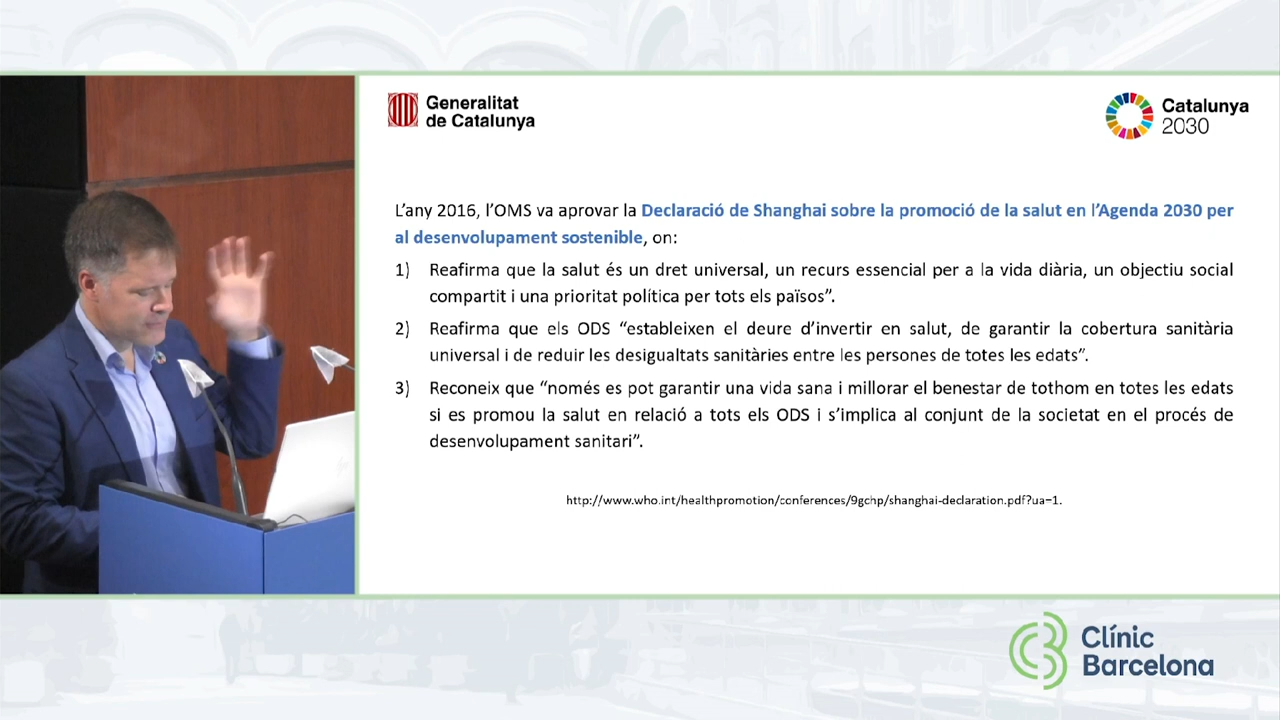 Generalitat
de Catalunya
Catalunya
2030
L'any 2016, l'OMS va aprovar la Declaració de Shanghai sobre la promoció de la salut en l'Agenda 2030 per
al desenvolupament sostenible, on:
1) Reafirma que la salut és un dret universal, un recurs essencial per a la vida diària, un objectiu social
compartit i una prioritat política per tots els països”.
2) Reafirma que els ODS “estableixen el deure d'invertir en salut, de garantir la cobertura sanitària
universal i de reduir les desigualtats sanitàries entre les persones de totes les edats”.
3) Reconeix que “només es pot garantir una vida sana i millorar el benestar de tothom en totes les edats
si es promou la salut en relació a tots els ODS i s'implica al conjunt de la societat en el procés de
desenvolupament sanitari”.
http://www.who.int/healthpromotion/conferences/9gchp/shanghai-declaration.pdf?ua=1.
Clínic
Barcelona